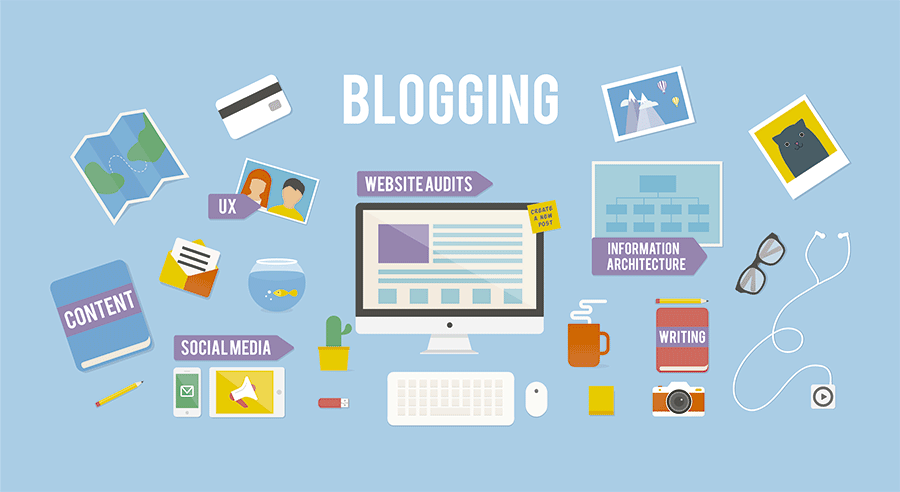 BLOGGING
UX
WEBSITE AUDITS
CREATE
A NEW
POST
INFORMATION
ARCHITECTURE
CONTENT
SOCIAL MEDIA
WRITING